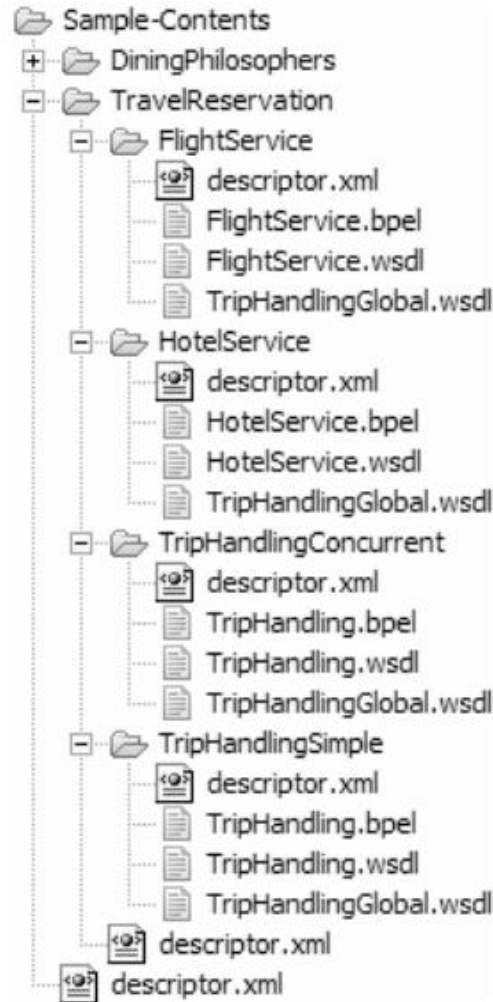 Sample-Contents
DiningPhilosophers
TravelReservation
FlightService
descriptor.xml
FlightService.bpel
FlightService.wsdl
TripHandlingGlobal.wsdl
HotelService
descriptor.xml
HotelService.bpel
HotelService.wsdl
TripHandlingGlobal.wsdl
TripHandlingConcurrent
descriptor.xml
TripHandling.bpel
TripHandling.wsdl
TripHandlingGlobal.wsdl
TripHandlingSimple
descriptor.xml
TripHandling.bpel
TripHandling.wsdl
TripHandlingGlobal.wsdl
descriptor.xml
descriptor.xml